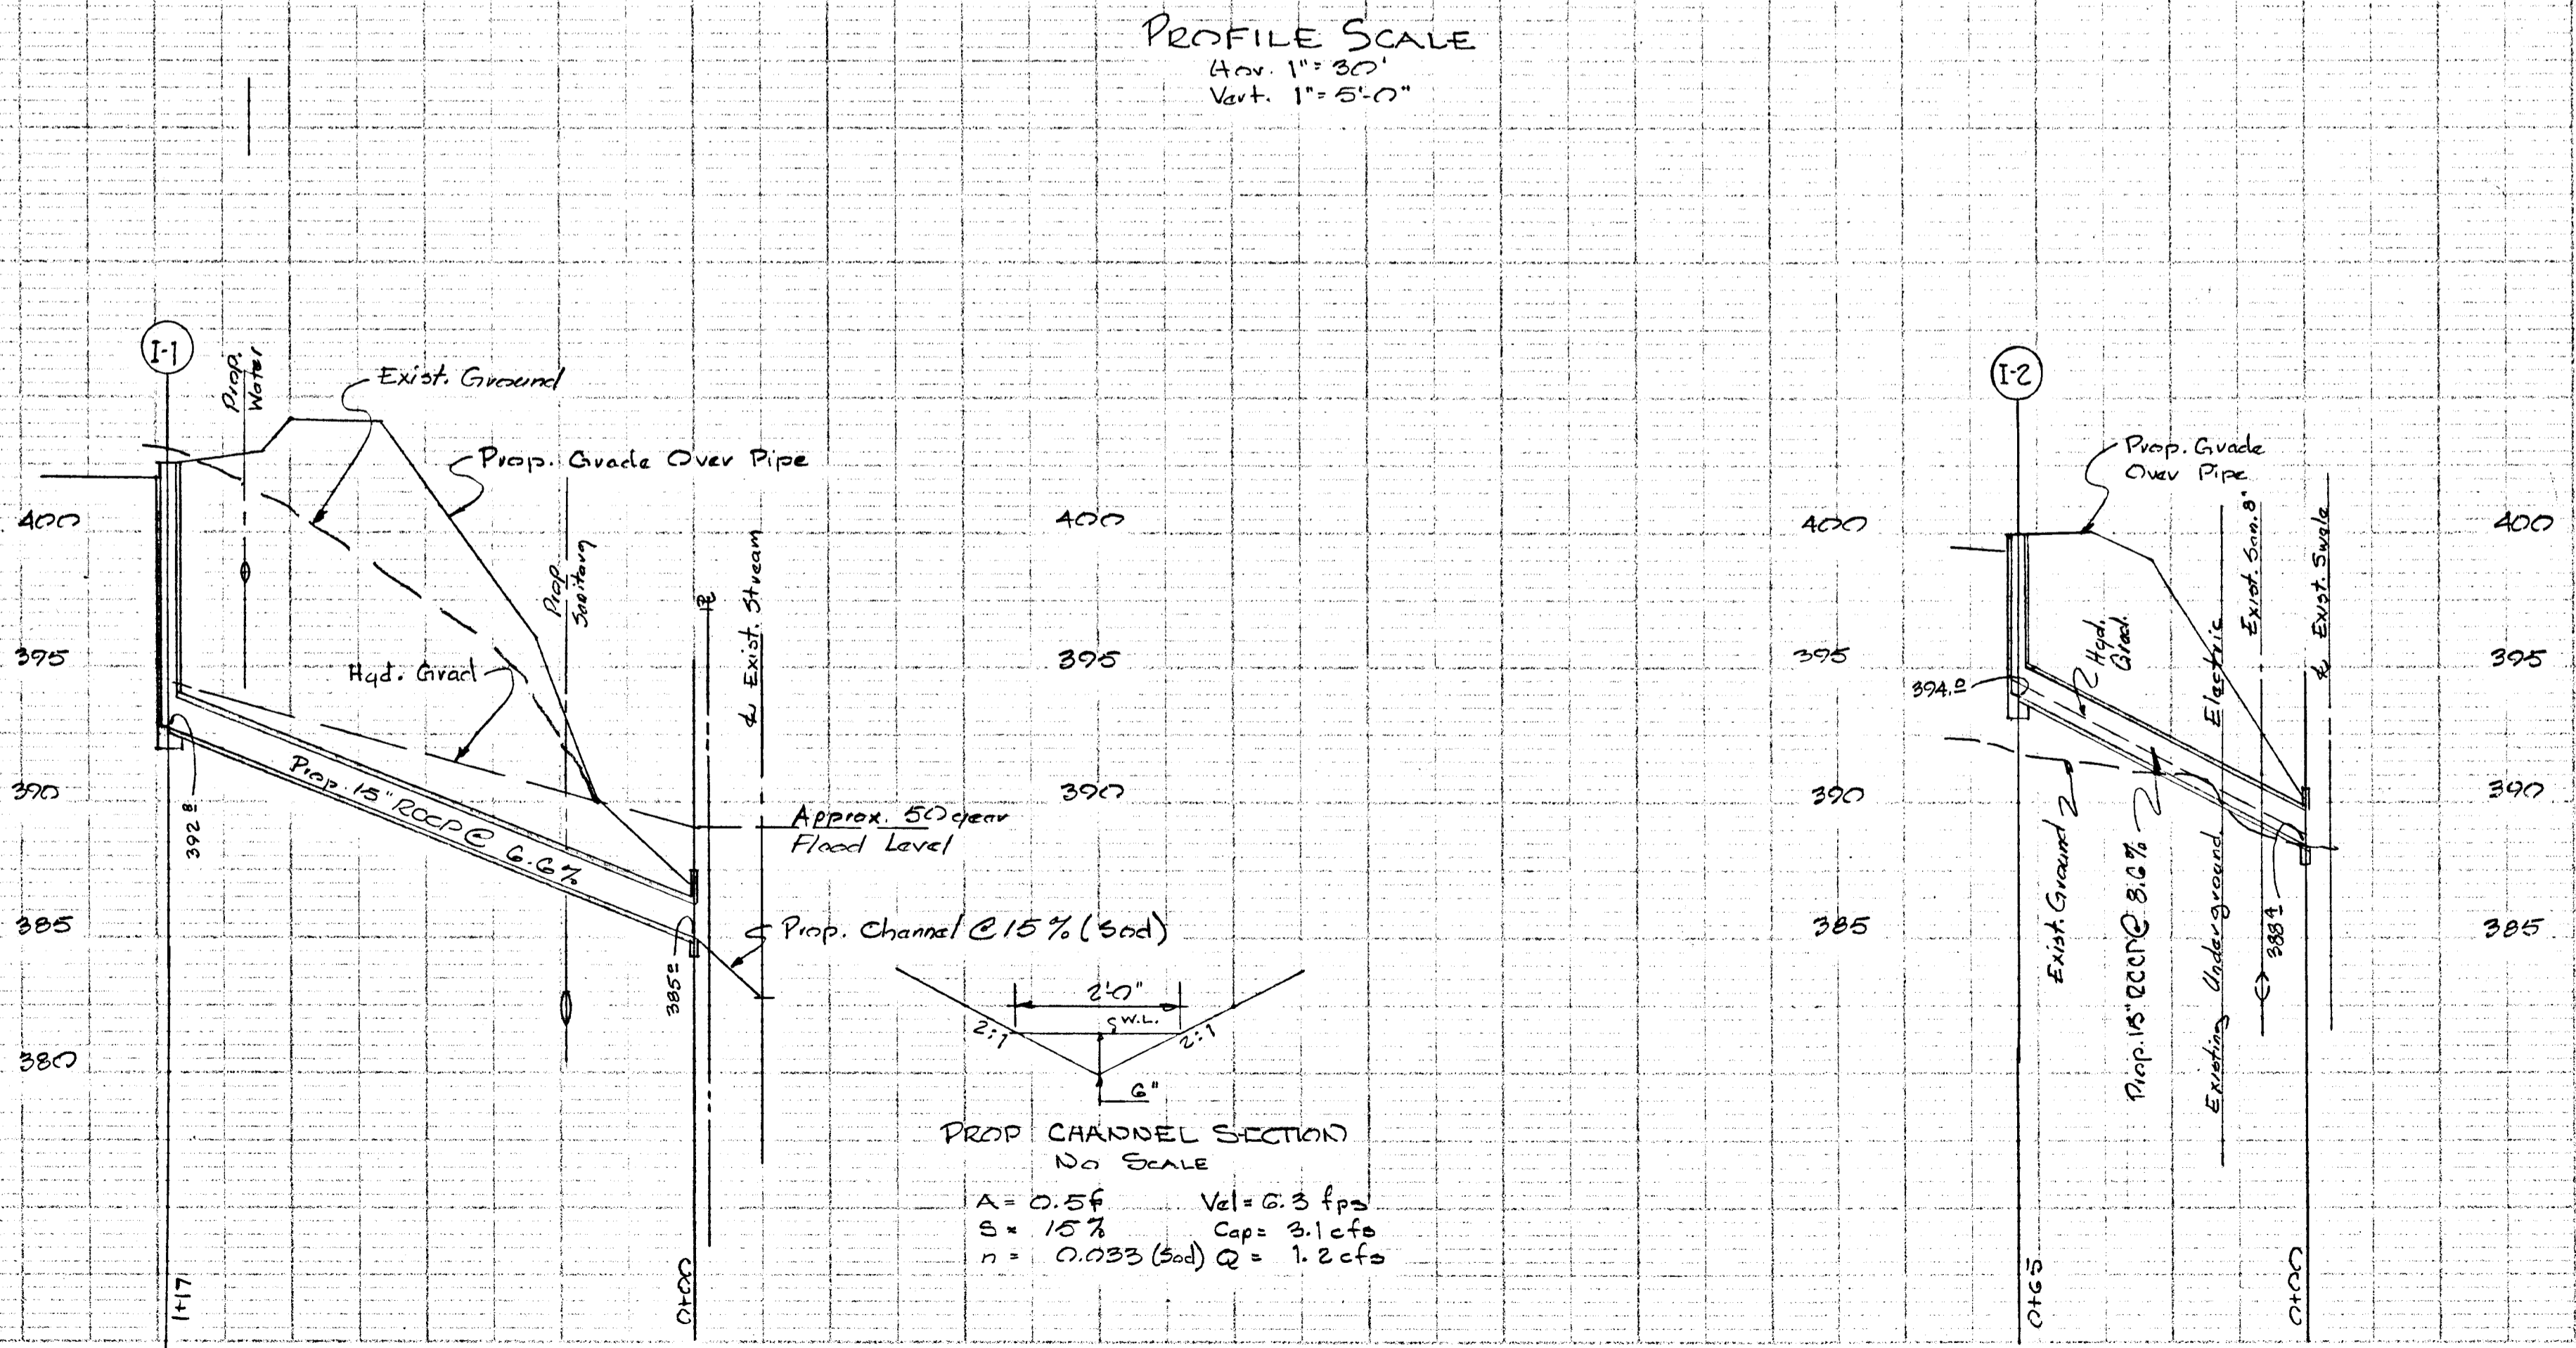 PROFILE SCALE
Hor. 1"= 30'
Vert. 1"= 5'-0"
I-1
Prop.
Water
Exist. Ground
Prop. Grade Over Pipe
400
Prop.
Sanitary
395
Hyd. Grad
℄ Exist. Stream
390
Prop. 15" RCCP @ 6.6%
392.8
Approx. 50 year
Flood Level
385
385.0
Prop. Channel @ 15% (Sod)
380
1+17
0+00
400
395
390
2'-0"
W.L.
2:1
2:1
6"
PROP CHANNEL SECTION
NO SCALE
A = 0.5f Vel = 6.3 fps
S = 15% Cap = 3.1 cfs
n = 0.033 (Sod) Q = 1.2 cfs
I-2
Prop. Grade
Over Pipe
400
395
390
385
394.0
Hyd.
Grad.
Exist. Ground
Prop. 15" RCCP @ 8.6%
Existing Underground Electric
Exist. San. 8"
℄ Exist. Swale
388.4
0+65
0+00
400
395
390
385